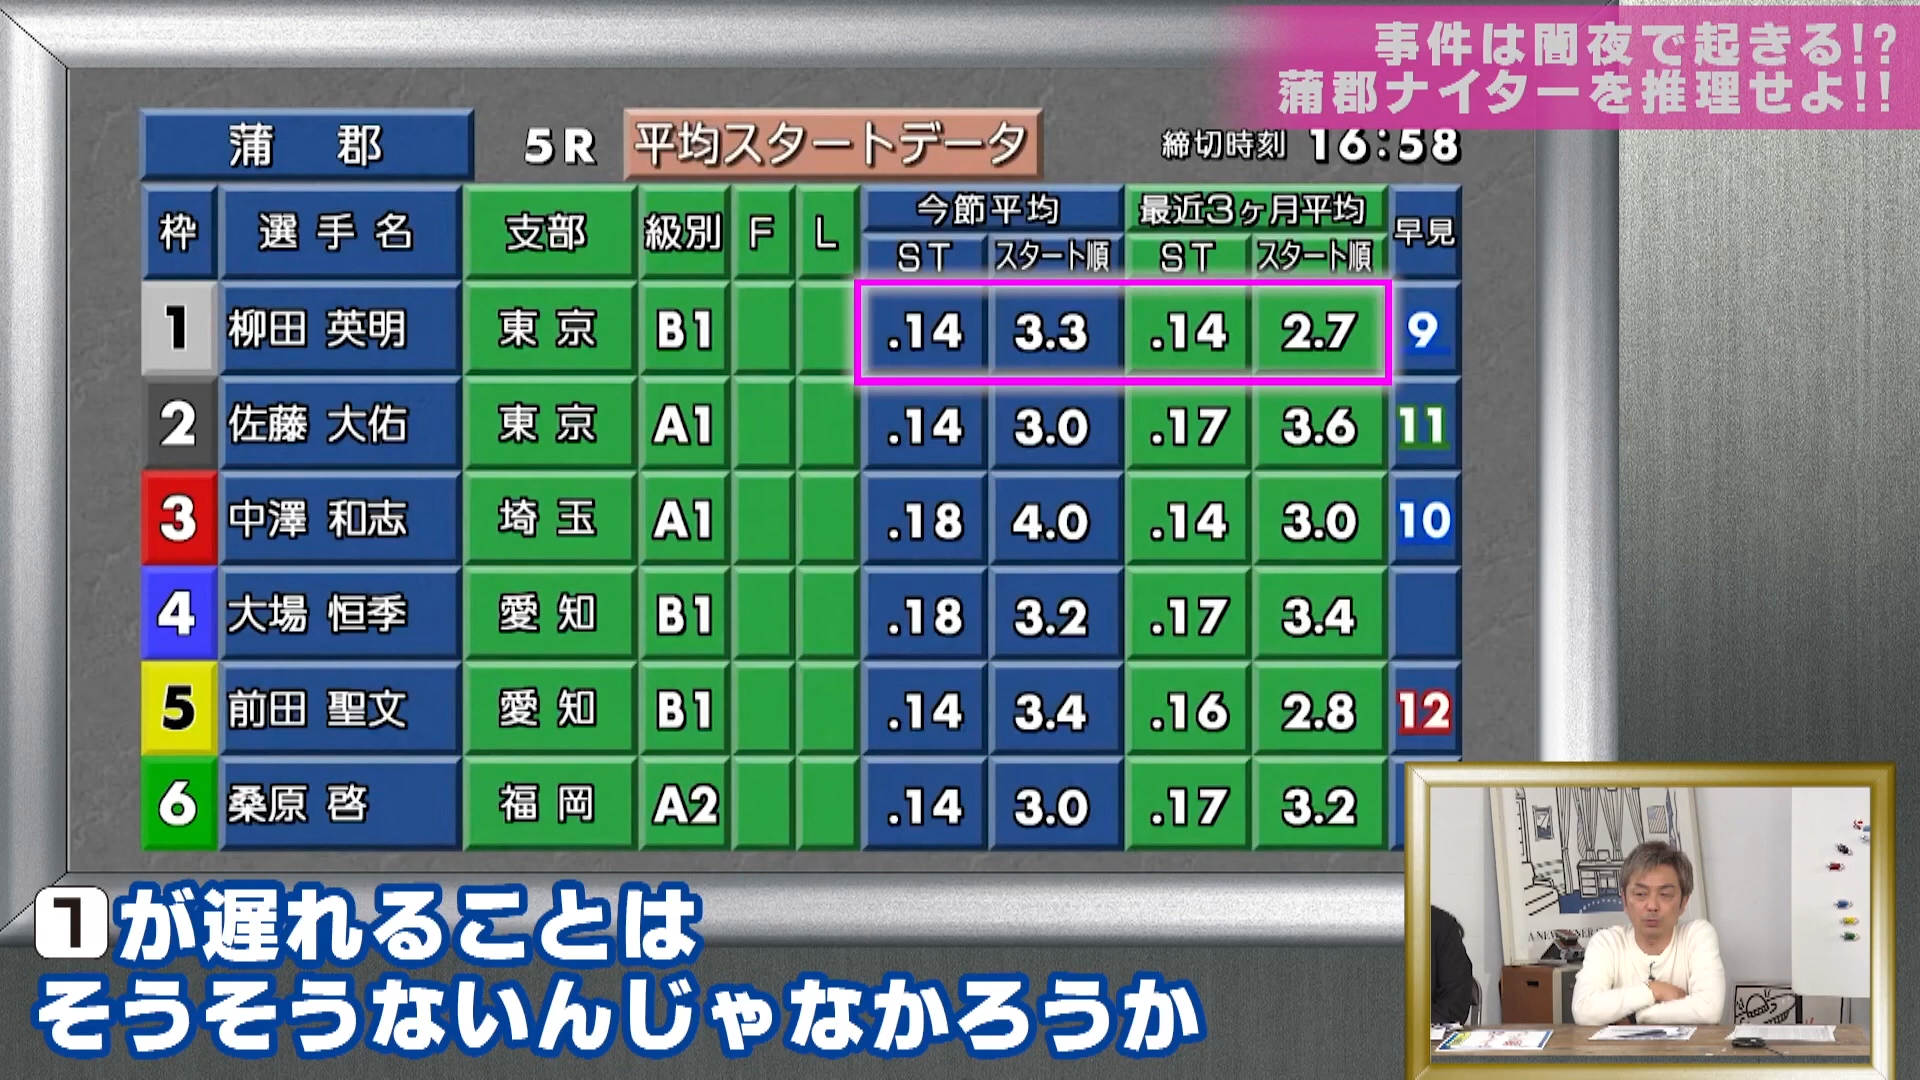 事件は闇夜で起きる!?
蒲郡ナイターを推理せよ!!
蒲 郡 5R 平均スタートデータ 締切時刻 16:58
枠 選手名 支部 級別 F L 今節平均 最近3ヶ月平均 早見
ST スタート順 ST スタート順
1 柳田 英明 東京 B1 .14 3.3 .14 2.7 9
2 佐藤 大佑 東京 A1 .14 3.0 .17 3.6 11
3 中澤 和志 埼玉 A1 .18 4.0 .14 3.0 10
4 大場 恒季 愛知 B1 .18 3.2 .17 3.4
5 前田 聖文 愛知 B1 .14 3.4 .16 2.8 12
6 桑原 啓 福岡 A2 .14 3.0 .17 3.2
1が遅れることは
そうそうないんじゃなかろうか